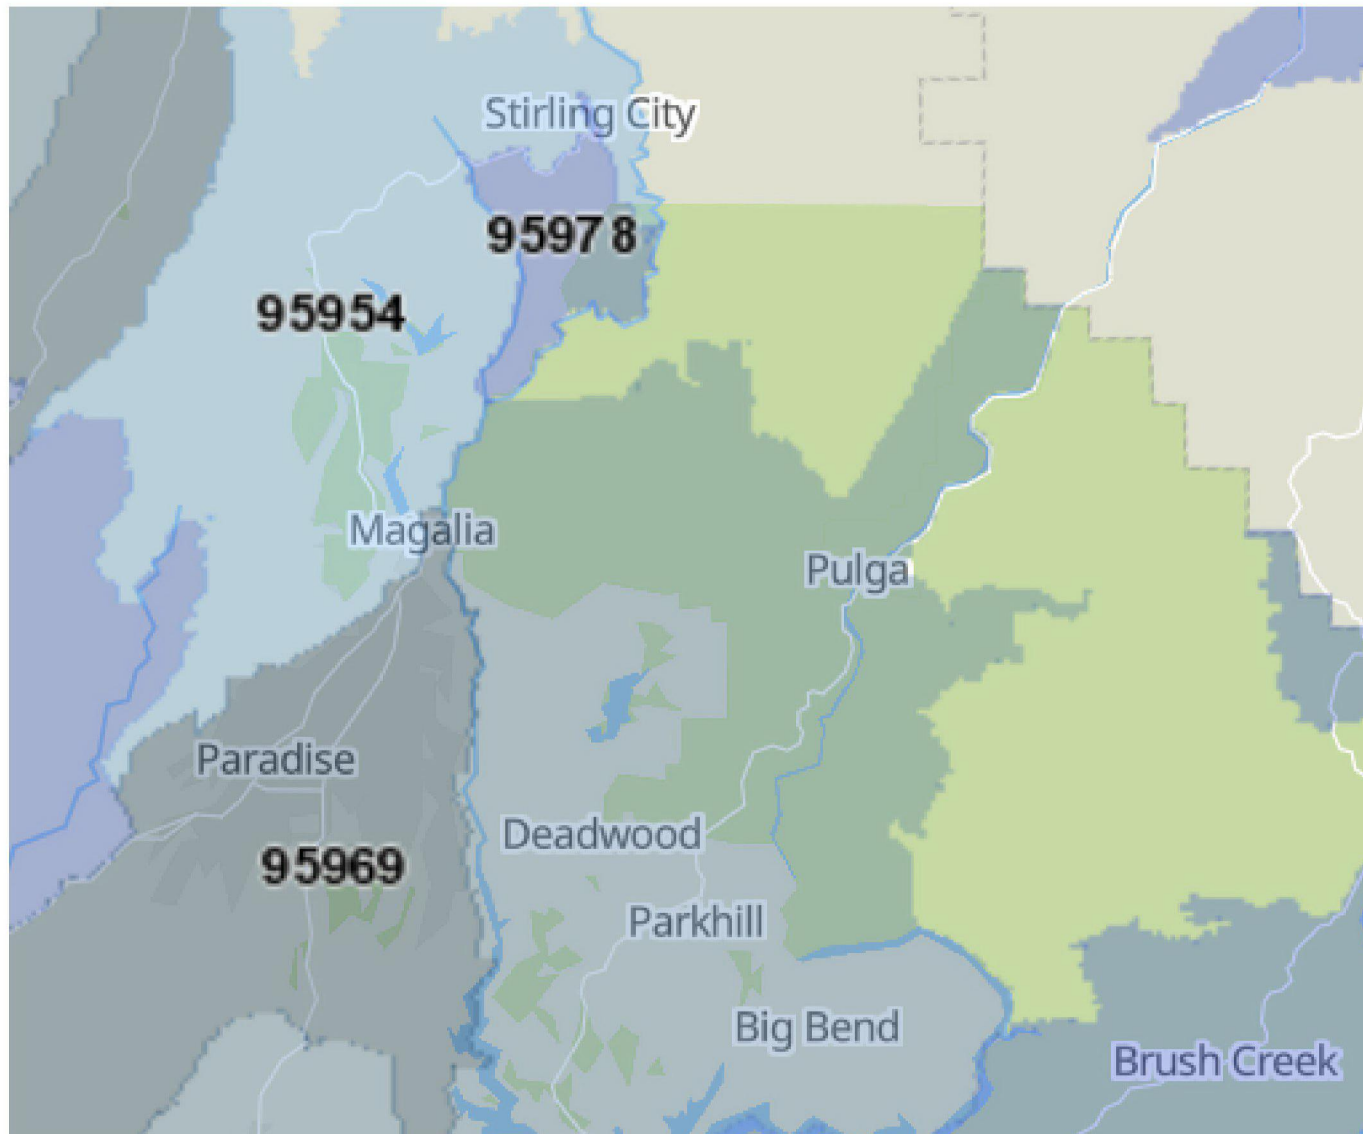 Stirling City
95978
95954
Magalia
Pulga
Paradise
Deadwood
95969
Parkhill
Big Bend
Brush Creek